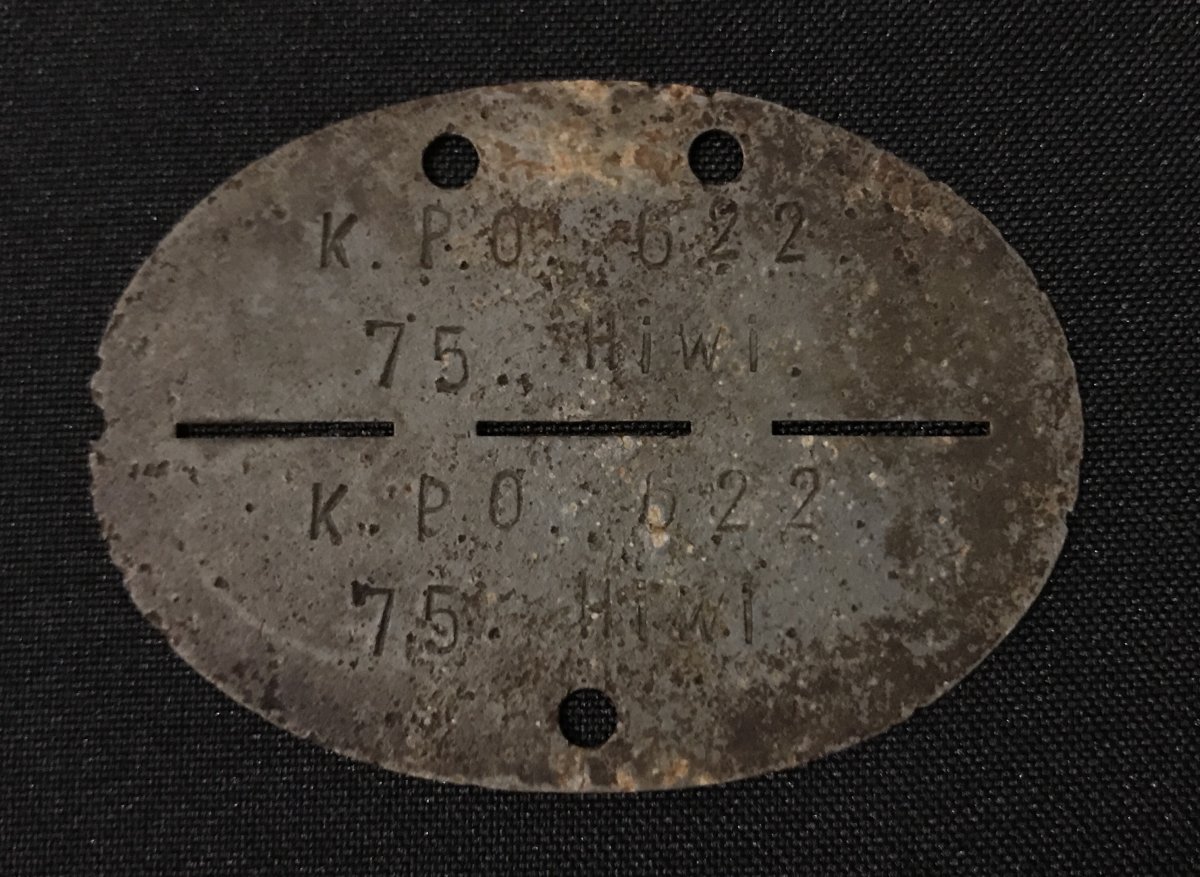 K. P. O 622.
75. Hiwi.
K. P. O 622
75. Hiwi.